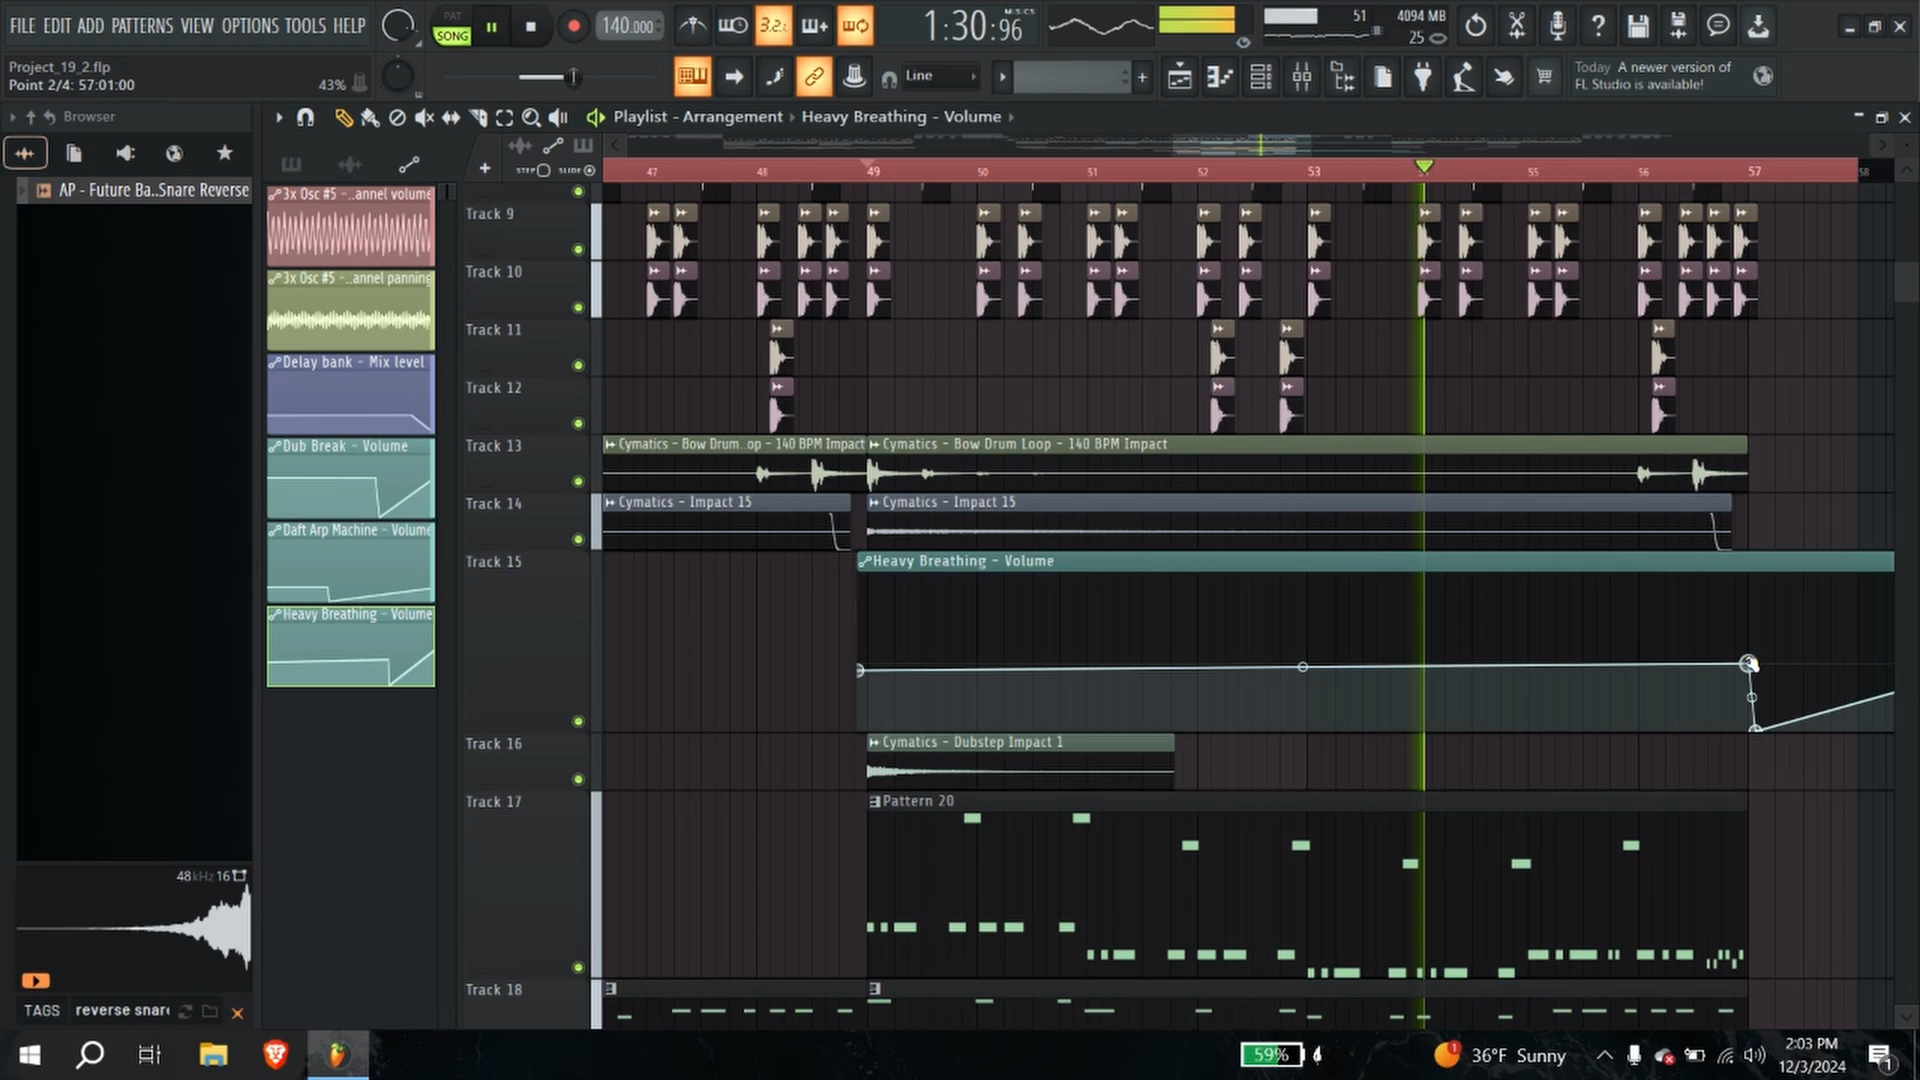 FILE EDIT ADD PATTERNS VIEW OPTIONS TOOLS HELP
PAT
SONG
140.000
3.2.
1:30:96
M:S:CS
51
4094 MB
25
Project_19_2.flp
Point 2/4: 57:01:00
43%
Line
Today A newer version of
FL Studio is available!
Browser
Playlist - Arrangement › Heavy Breathing - Volume ›
STEP
SLIDE
47 48 49 50 51 52 53 55 56 57 58
AP - Future Ba..Snare Reverse
3x Osc #5 - ..annel volume
3x Osc #5 - ..annel panning
Delay bank - Mix level
Dub Break - Volume
Daft Arp Machine - Volume
Heavy Breathing - Volume
Track 9
Track 10
Track 11
Track 12
Track 13
Cymatics - Bow Drum..op - 140 BPM Impact
Cymatics - Bow Drum Loop - 140 BPM Impact
Track 14
Cymatics - Impact 15
Cymatics - Impact 15
Track 15
Heavy Breathing - Volume
Track 16
Cymatics - Dubstep Impact 1
Track 17
Pattern 20
Track 18
48kHz 16
TAGS
reverse snar
59%
1
36°F Sunny
2:03 PM
12/3/2024
1